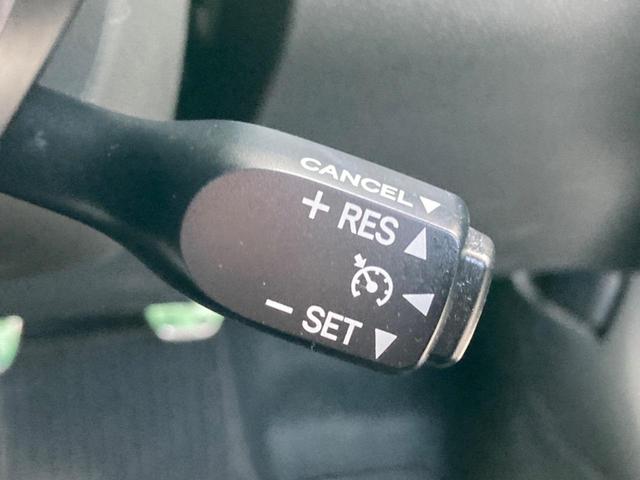 CANCEL ▼
+ RES ▲
◀
− SET ▼